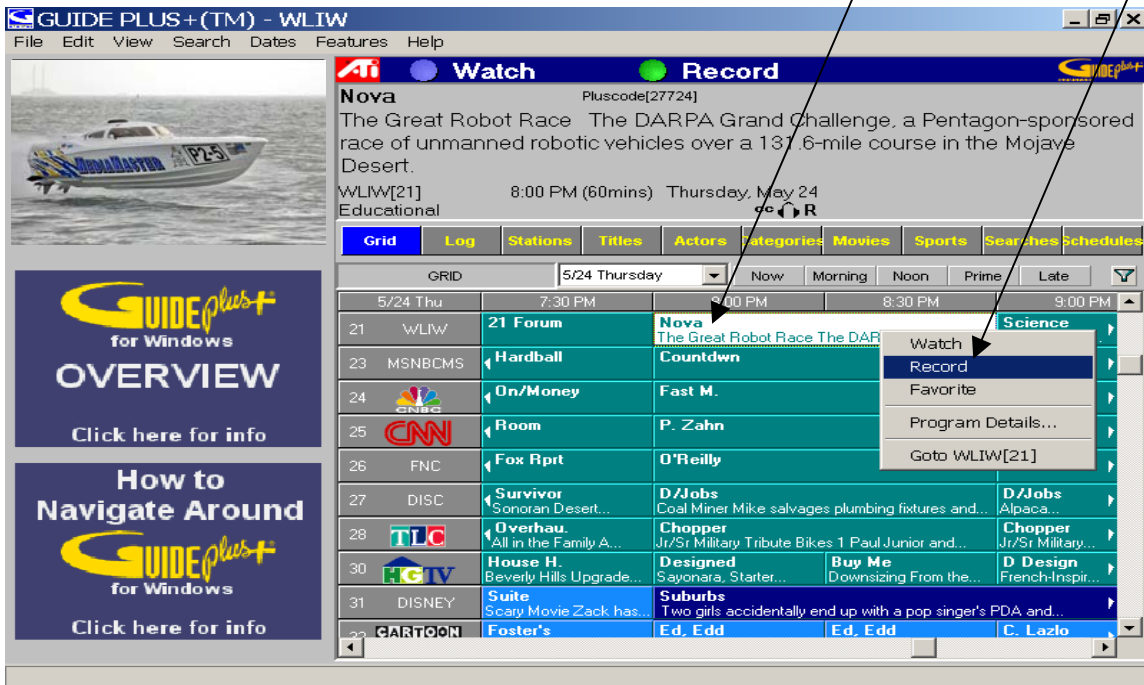 GUIDE PLUS+(TM) - WLIW
File Edit View Search Dates Features Help
MEDIAMASTER P2-5
ATi Watch Record GUIDEplus+
Nova Pluscode[27724]
The Great Robot Race The DARPA Grand Challenge, a Pentagon-sponsored
race of unmanned robotic vehicles over a 131.6-mile course in the Mojave
Desert.
WLIW[21] 8:00 PM (60mins) Thursday, May 24
Educational cc R
Grid Log Stations Titles Actors Categories Movies Sports Searches Schedules
GRID 5/24 Thursday Now Morning Noon Prime Late
5/24 Thu 7:30 PM 8:00 PM 8:30 PM 9:00 PM
21 WLIW 21 Forum Nova Science
The Great Robot Race The DAR
23 MSNBCMS Hardball Countdwn
24 CNBC On/Money Fast M.
25 CNN Room P. Zahn
26 FNC Fox Rprt O'Reilly
27 DISC Survivor D/Jobs D/Jobs
Sonoran Desert... Coal Miner Mike salvages plumbing fixtures and... Alpaca...
28 TLC Overhau. Chopper Chopper
All in the Family A... Jr/Sr Military Tribute Bikes 1 Paul Junior and... Jr/Sr Military...
30 HGTV House H. Designed Buy Me D Design
Beverly Hills Upgrade... Sayonara, Starter... Downsizing From the... French-Inspir...
31 DISNEY Suite Suburbs
Scary Movie Zack has... Two girls accidentally end up with a pop singer's PDA and...
CARTOON Foster's Ed, Edd Ed, Edd C. Lazlo
Watch
Record
Favorite
Program Details...
Goto WLIW[21]
GUIDEplus+
for Windows
OVERVIEW
Click here for info
How to
Navigate Around
GUIDEplus+
for Windows
Click here for info